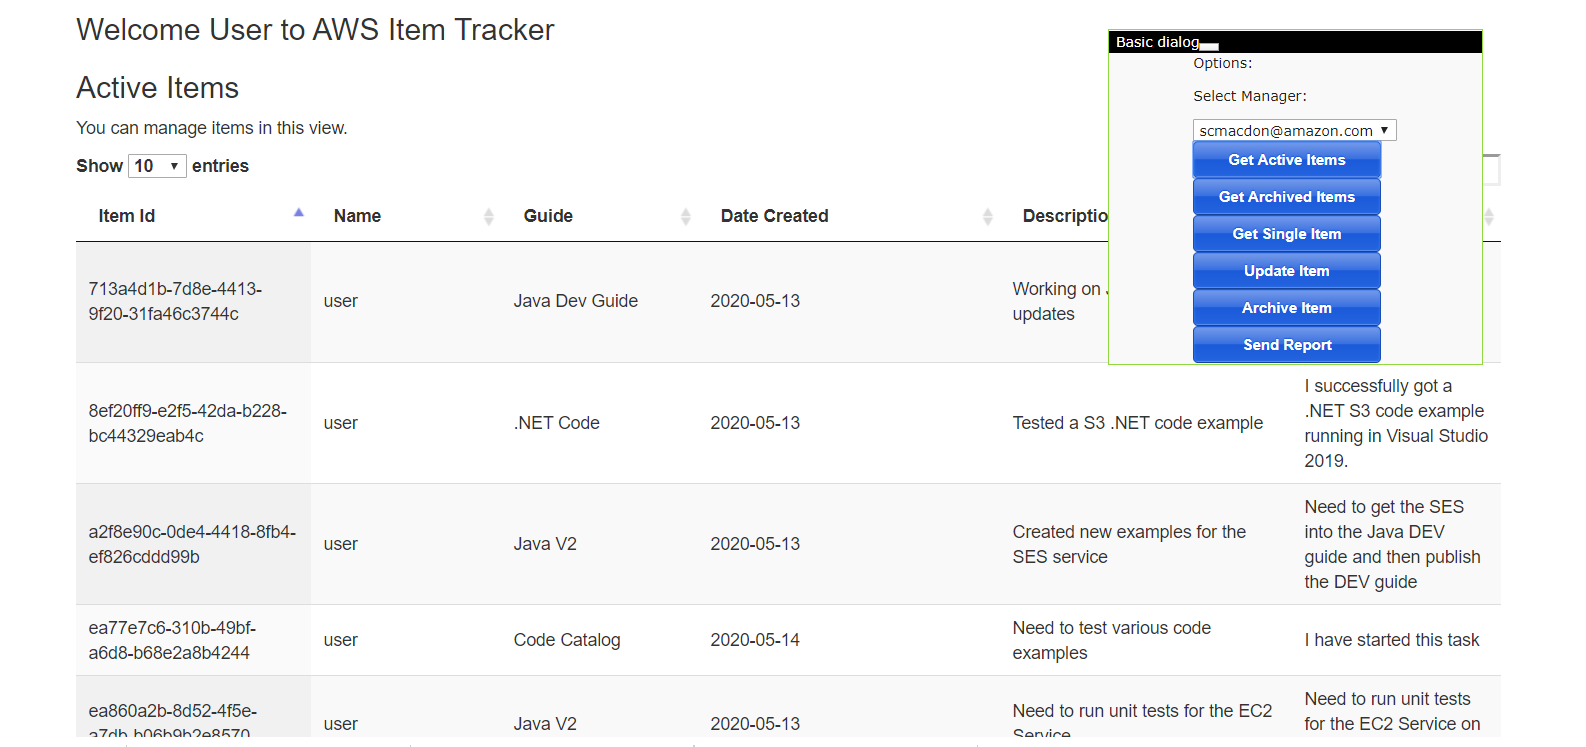 Welcome User to AWS Item Tracker
Active Items
You can manage items in this view.
Show 10 entries
Basic dialog
Options:
Select Manager:
scmacdon@amazon.com
Get Active Items
Get Archived Items
Get Single Item
Update Item
Archive Item
Send Report
Item Id Name Guide Date Created Descriptio
713a4d1b-7d8e-4413-
9f20-31fa46c3744c
user
Java Dev Guide
2020-05-13
Working on
updates
8ef20ff9-e2f5-42da-b228-
bc44329eab4c
user
.NET Code
2020-05-13
Tested a S3 .NET code example
I successfully got a
.NET S3 code example
running in Visual Studio
2019.
a2f8e90c-0de4-4418-8fb4-
ef826cddd99b
user
Java V2
2020-05-13
Created new examples for the
SES service
Need to get the SES
into the Java DEV
guide and then publish
the DEV guide
ea77e7c6-310b-49bf-
a6d8-b68e2a8b4244
user
Code Catalog
2020-05-14
Need to test various code
examples
I have started this task
ea860a2b-8d52-4f5e-
a7db-b06b9b2e8570
user
Java V2
2020-05-13
Need to run unit tests for the EC2
Service
Need to run unit tests
for the EC2 Service on